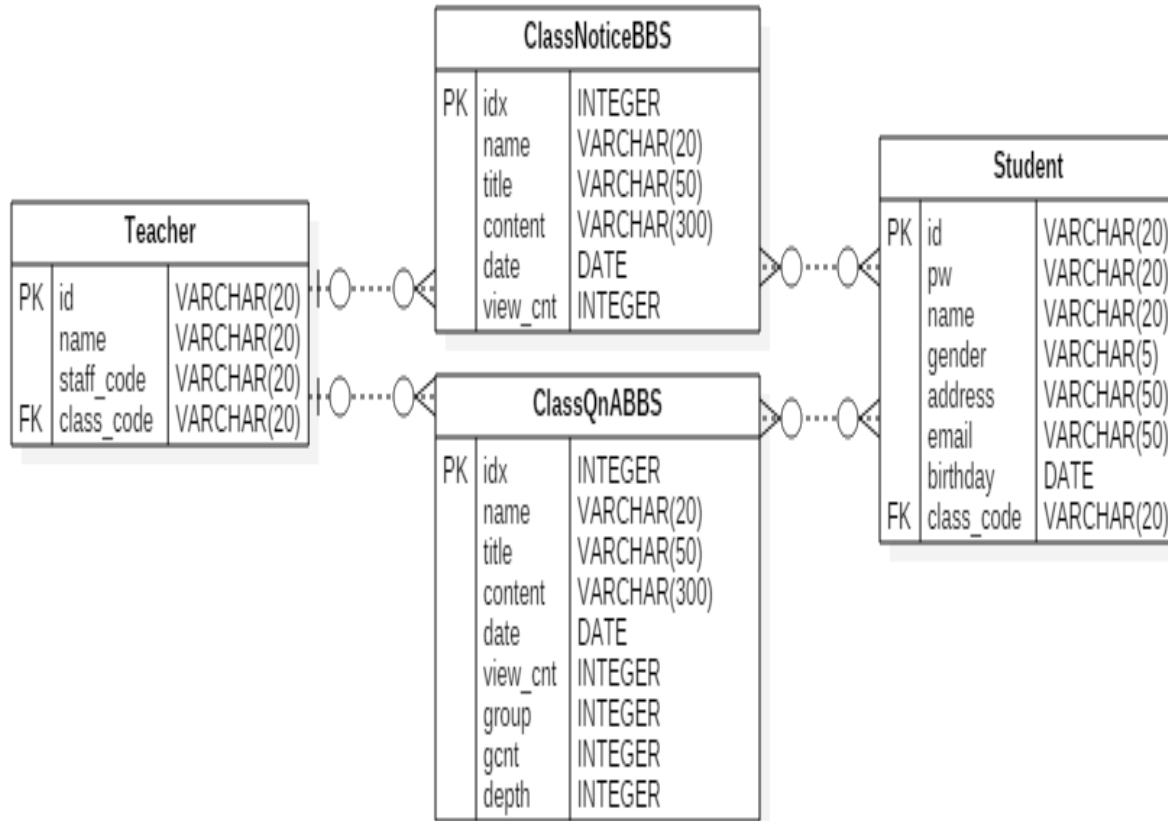 ClassNoticeBBS
PK idx INTEGER
name VARCHAR(20)
title VARCHAR(50)
content VARCHAR(300)
date DATE
view_cnt INTEGER
Teacher
PK id VARCHAR(20)
name VARCHAR(20)
staff_code VARCHAR(20)
FK class_code VARCHAR(20)
ClassQnABBS
PK idx INTEGER
name VARCHAR(20)
title VARCHAR(50)
content VARCHAR(300)
date DATE
view_cnt INTEGER
group INTEGER
gcnt INTEGER
depth INTEGER
Student
PK id VARCHAR(20)
pw VARCHAR(20)
name VARCHAR(20)
gender VARCHAR(5)
address VARCHAR(50)
email VARCHAR(50)
birthday DATE
FK class_code VARCHAR(20)